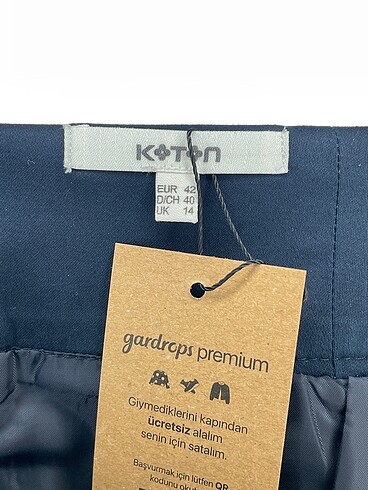 KOTON
EUR 42
D/CH 40
UK 14
gardrops premium
Giymediklerini kapından
ücretsiz alalım
senin için satalım.
Başvurmak için lütfen QR
kodunu oku